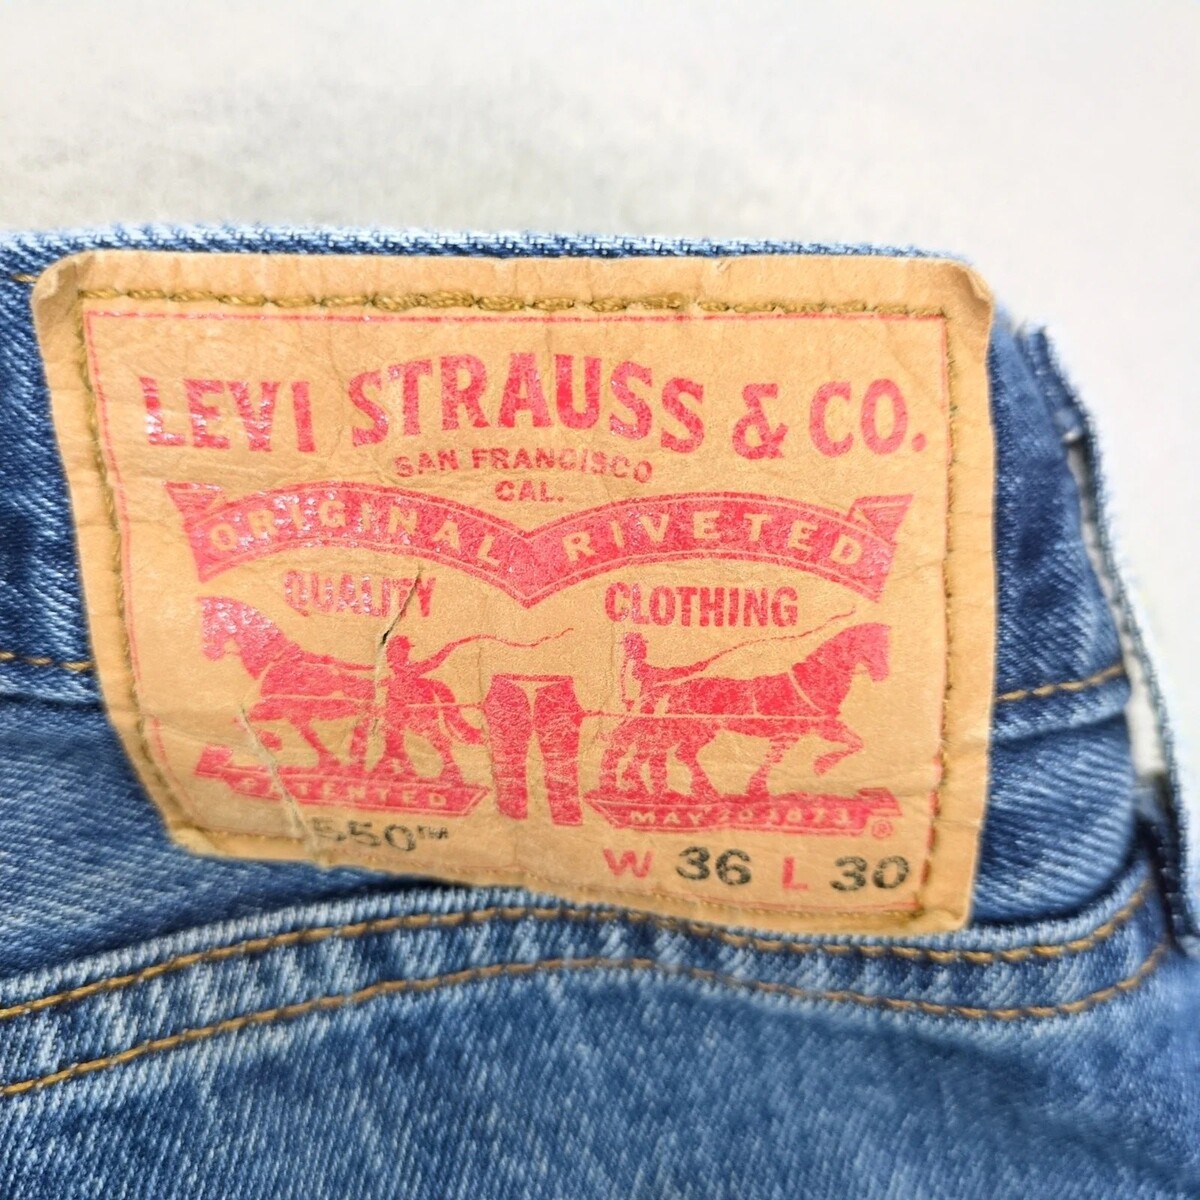 LEVI STRAUSS & CO.
SAN FRANCISCO
CAL.
ORIGINAL RIVETED
QUALITY CLOTHING
PATENTED MAY 20 1873 ®
550™ W 36 L 30